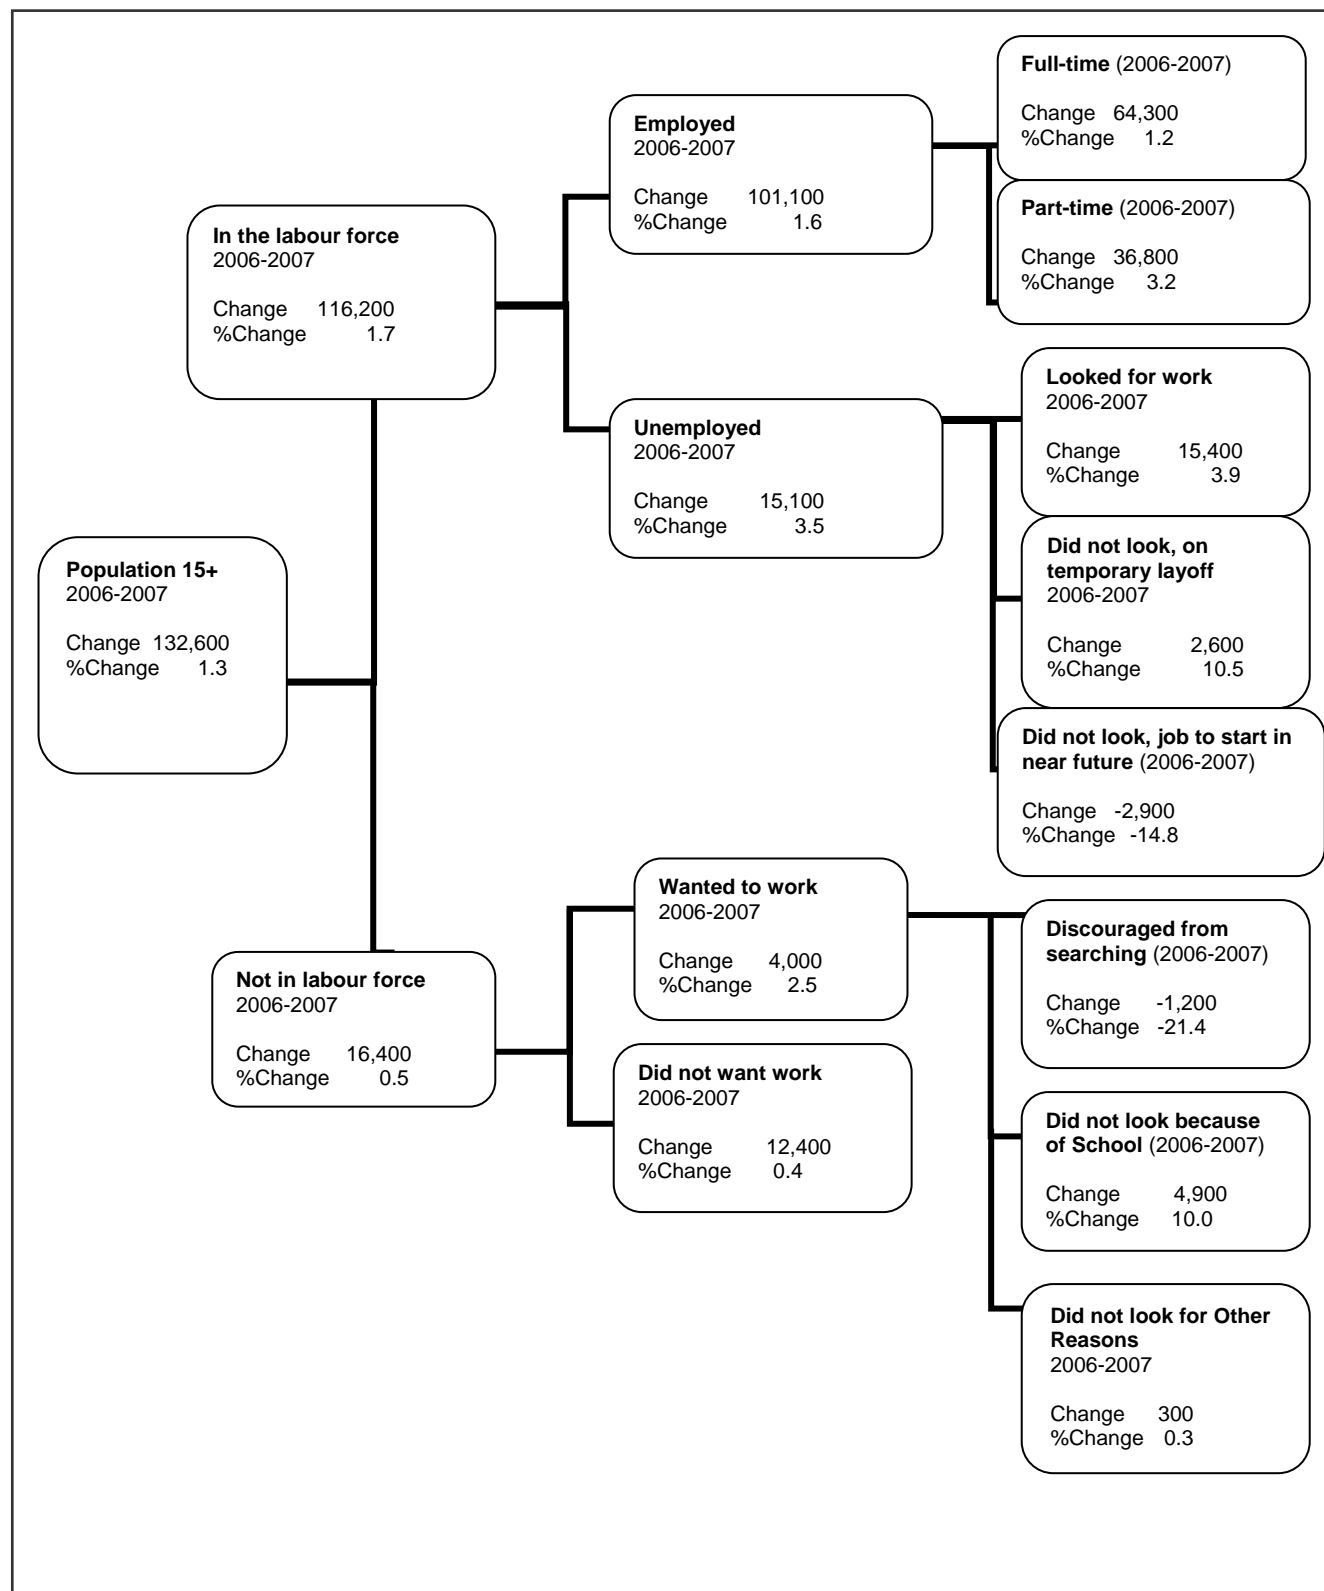 Population 15+
2006-2007
Change 132,600
%Change 1.3
In the labour force
2006-2007
Change 116,200
%Change 1.7
Employed
2006-2007
Change 101,100
%Change 1.6
Full-time (2006-2007)
Change 64,300
%Change 1.2
Part-time (2006-2007)
Change 36,800
%Change 3.2
Unemployed
2006-2007
Change 15,100
%Change 3.5
Looked for work
2006-2007
Change 15,400
%Change 3.9
Did not look, on
temporary layoff
2006-2007
Change 2,600
%Change 10.5
Did not look, job to start in
near future (2006-2007)
Change -2,900
%Change -14.8
Not in labour force
2006-2007
Change 16,400
%Change 0.5
Wanted to work
2006-2007
Change 4,000
%Change 2.5
Discouraged from
searching (2006-2007)
Change -1,200
%Change -21.4
Did not look because
of School (2006-2007)
Change 4,900
%Change 10.0
Did not look for Other
Reasons
2006-2007
Change 300
%Change 0.3
Did not want work
2006-2007
Change 12,400
%Change 0.4